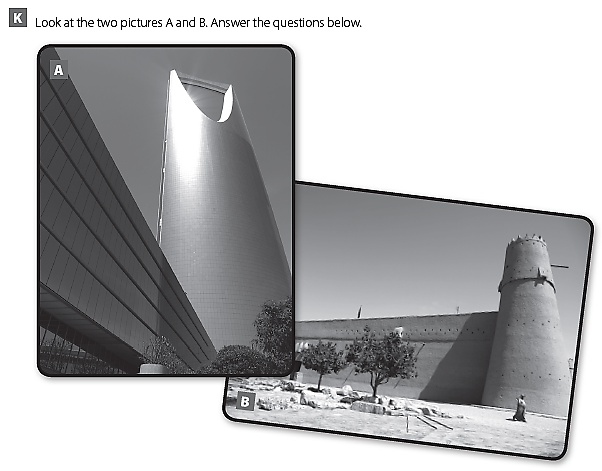 K Look at the two pictures A and B. Answer the questions below.
A
B